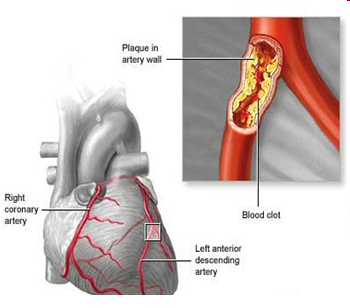 Plaque in
artery wall
Blood clot
Right
coronary
artery
Left anterior
descending
artery